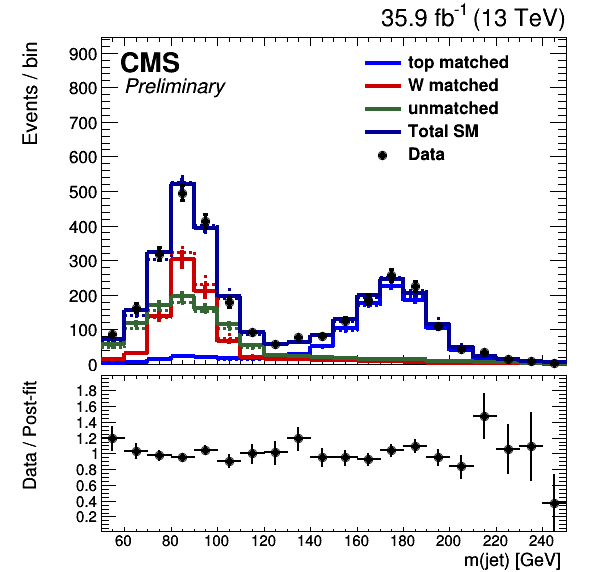 35.9 fb⁻¹ (13 TeV)
CMS
Preliminary
top matched
W matched
unmatched
Total SM
Data
Events / bin
900
800
700
600
500
400
300
200
100
0
Data / Post-fit
1.8
1.6
1.4
1.2
1
0.8
0.6
0.4
0.2
60 80 100 120 140 160 180 200 220 240
m(jet) [GeV]